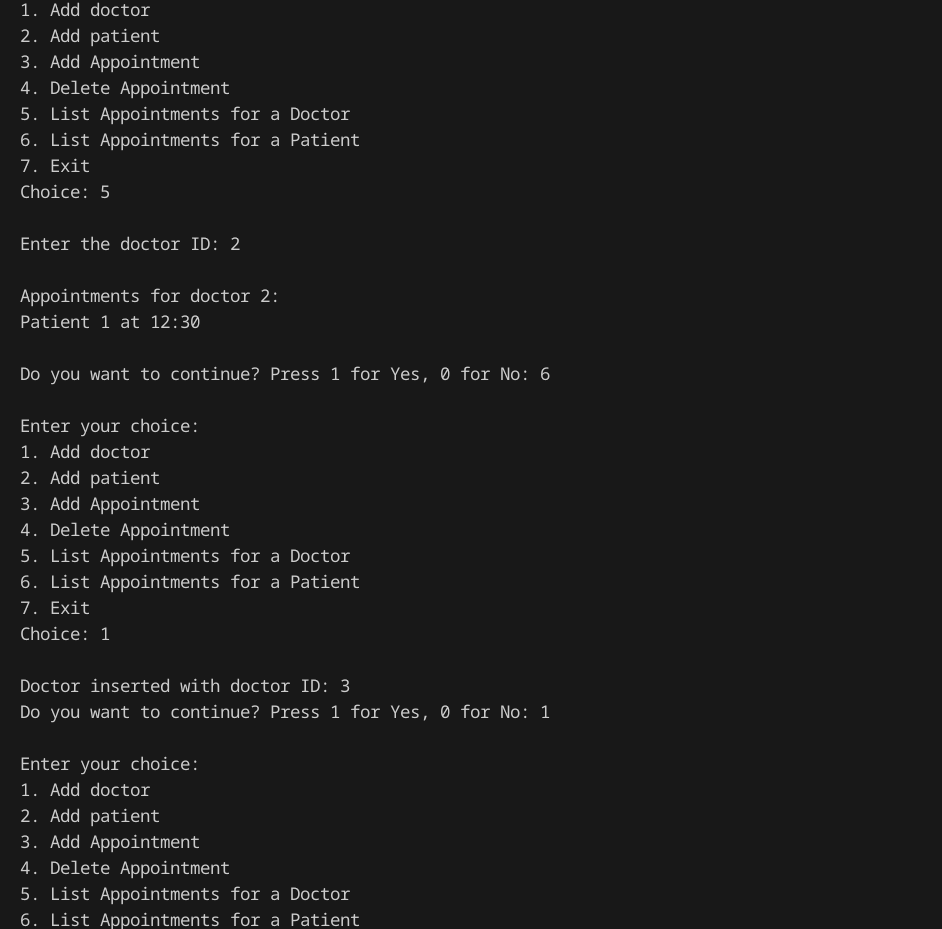 1. Add doctor
2. Add patient
3. Add Appointment
4. Delete Appointment
5. List Appointments for a Doctor
6. List Appointments for a Patient
7. Exit
Choice: 5
Enter the doctor ID: 2
Appointments for doctor 2:
Patient 1 at 12:30
Do you want to continue? Press 1 for Yes, 0 for No: 6
Enter your choice:
1. Add doctor
2. Add patient
3. Add Appointment
4. Delete Appointment
5. List Appointments for a Doctor
6. List Appointments for a Patient
7. Exit
Choice: 1
Doctor inserted with doctor ID: 3
Do you want to continue? Press 1 for Yes, 0 for No: 1
Enter your choice:
1. Add doctor
2. Add patient
3. Add Appointment
4. Delete Appointment
5. List Appointments for a Doctor
6. List Appointments for a Patient